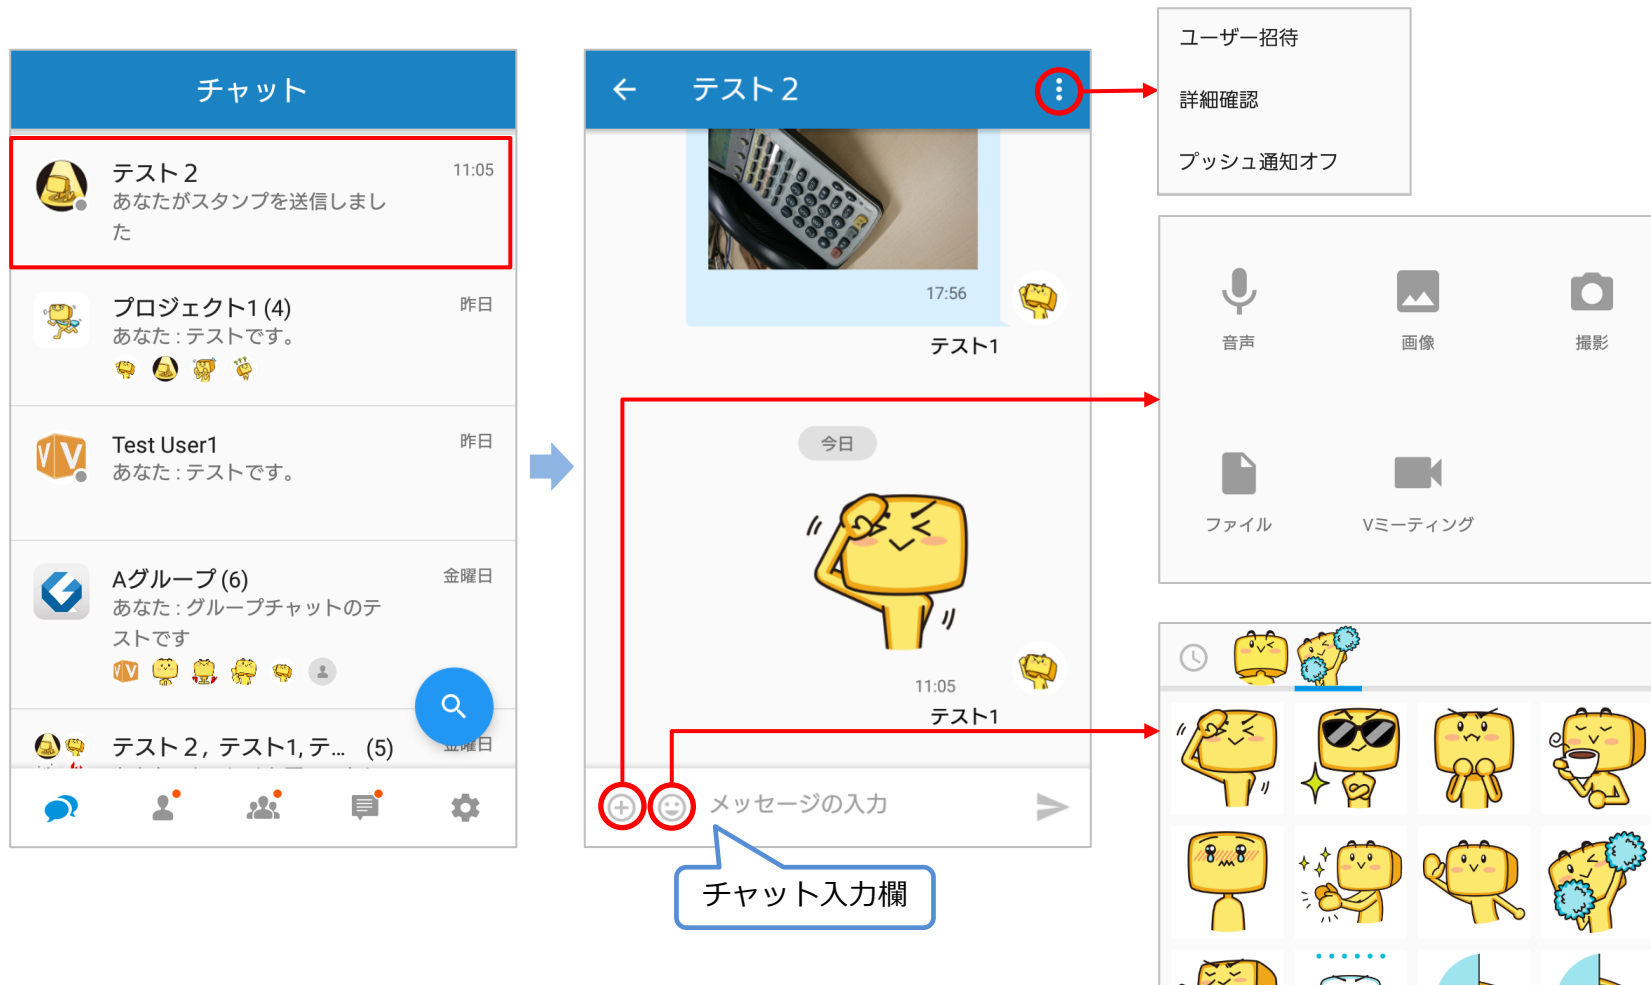 チャット
テスト２
11:05
あなたがスタンプを送信しまし
た
プロジェクト1 (4)
昨日
あなた : テストです。
Test User1
昨日
あなた : テストです。
Aグループ (6)
金曜日
あなた : グループチャットのテ
ストです
テスト２, テスト1, テ... (5)
金曜日
テスト２
17:56
テスト1
今日
11:05
テスト1
メッセージの入力
チャット入力欄
ユーザー招待
詳細確認
プッシュ通知オフ
音声
画像
撮影
ファイル
Vミーティング